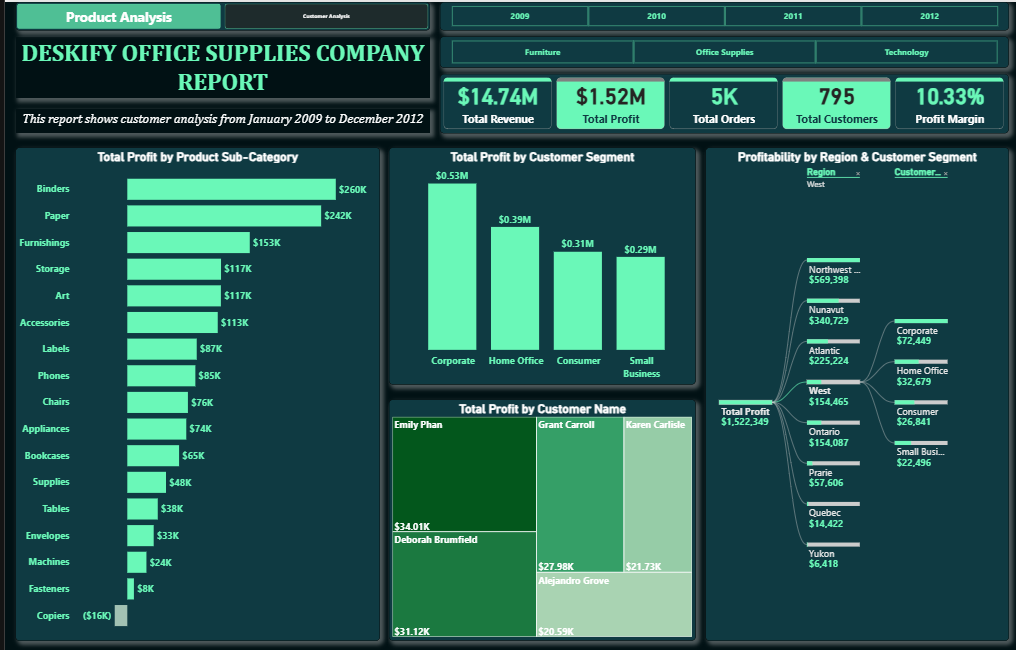 Product Analysis
Customer Analysis
2009
2010
2011
2012
DESKIFY OFFICE SUPPLIES COMPANY
REPORT
Furniture
Office Supplies
Technology
This report shows customer analysis from January 2009 to December 2012
$14.74M
Total Revenue
$1.52M
Total Profit
5K
Total Orders
795
Total Customers
10.33%
Profit Margin
Total Profit by Product Sub-Category
Binders
$260K
Paper
$242K
Furnishings
$153K
Storage
$117K
Art
$117K
Accessories
$113K
Labels
$87K
Phones
$85K
Chairs
$76K
Appliances
$74K
Bookcases
$65K
Supplies
$48K
Tables
$38K
Envelopes
$33K
Machines
$24K
Fasteners
$8K
Copiers
($16K)
Total Profit by Customer Segment
$0.53M
$0.39M
$0.31M
$0.29M
Corporate
Home Office
Consumer
Small
Business
Total Profit by Customer Name
Emily Phan
$34.01K
Deborah Brumfield
$31.12K
Grant Carroll
$27.98K
Karen Carlisle
$21.73K
Alejandro Grove
$20.59K
Profitability by Region & Customer Segment
Region ×
West
Customer... ×
Total Profit
$1,522,349
Northwest ...
$569,398
Nunavut
$340,729
Atlantic
$225,224
West
$154,465
Ontario
$154,087
Prarie
$57,606
Quebec
$14,422
Yukon
$6,418
Corporate
$72,449
Home Office
$32,679
Consumer
$26,841
Small Busi...
$22,496